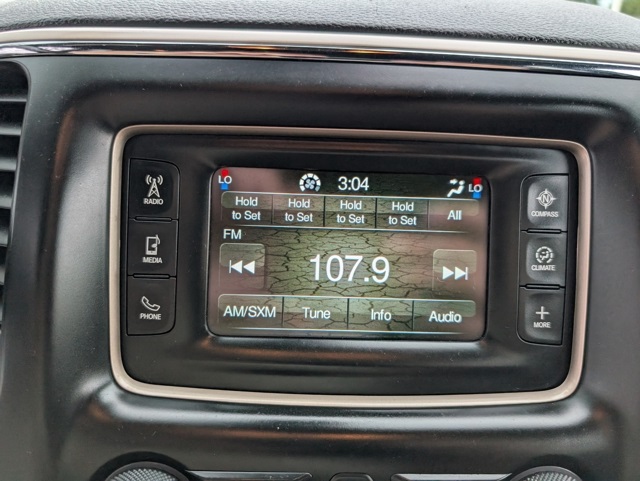 LO 3:04 LO
Hold Hold Hold Hold All
to Set to Set to Set to Set
FM
107.9
AM/SXM Tune Info Audio
RADIO
MEDIA
PHONE
N
COMPASS
CLIMATE
+
MORE